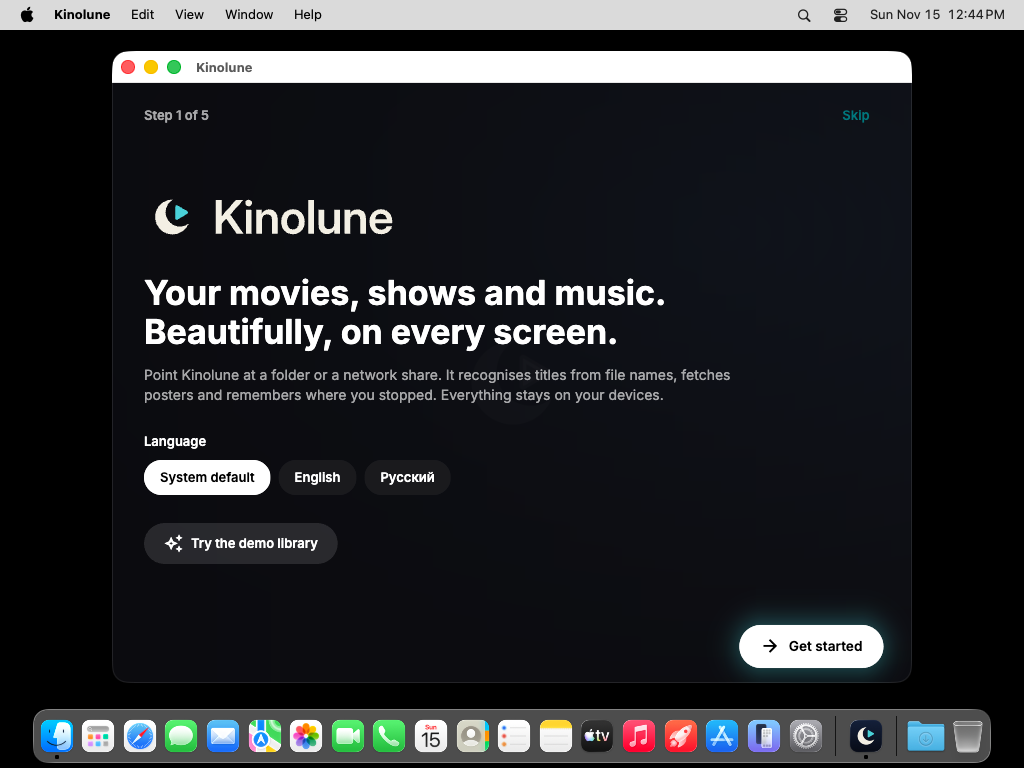 Kinolune Edit View Window Help Sun Nov 15 12:44 PM
Kinolune
Step 1 of 5 Skip
Kinolune
Your movies, shows and music.
Beautifully, on every screen.
Point Kinolune at a folder or a network share. It recognises titles from file names, fetches
posters and remembers where you stopped. Everything stays on your devices.
Language
System default English Русский
Try the demo library
Get started
Sun
15
tv